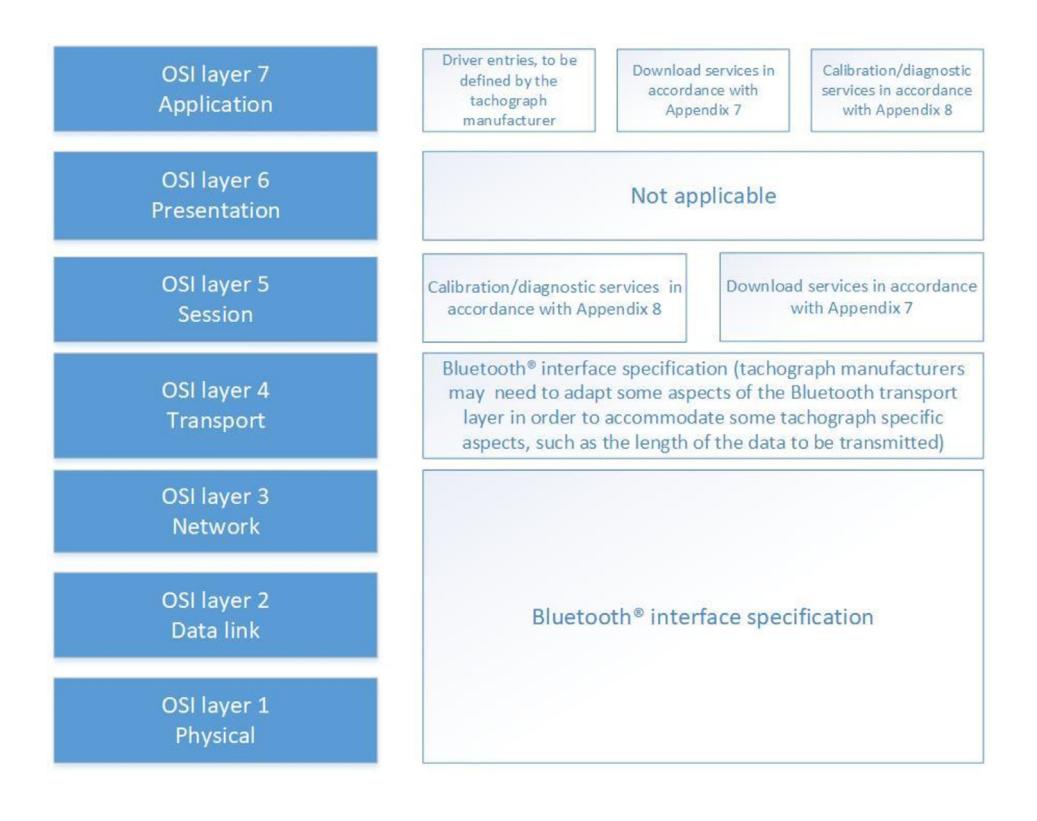 OSI layer 7
Application
Driver entries, to be
defined by the
tachograph
manufacturer
Download services in
accordance with
Appendix 7
Calibration/diagnostic
services in accordance
with Appendix 8
OSI layer 6
Presentation
Not applicable
OSI layer 5
Session
Calibration/diagnostic services in
accordance with Appendix 8
Download services in accordance
with Appendix 7
OSI layer 4
Transport
Bluetooth® interface specification (tachograph manufacturers
may need to adapt some aspects of the Bluetooth transport
layer in order to accommodate some tachograph specific
aspects, such as the length of the data to be transmitted)
OSI layer 3
Network
OSI layer 2
Data link
Bluetooth® interface specification
OSI layer 1
Physical